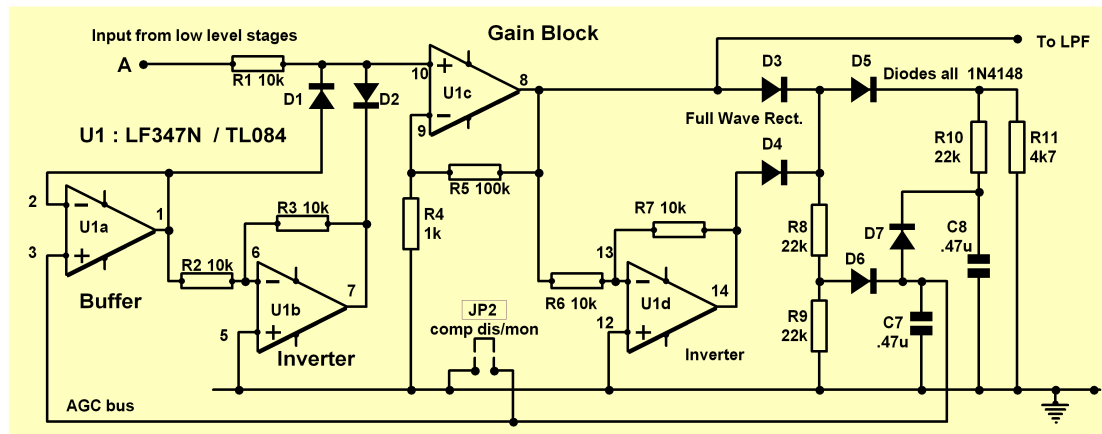 Gain Block
Input from low level stages
A
R1 10k
10
+
U1c
8
−
9
D1
D2
To LPF
D3
D5
Diodes all 1N4148
Full Wave Rect.
D4
R10
22k
R11
4k7
U1 : LF347N / TL084
2
−
U1a
1
3
+
Buffer
R3 10k
R2 10k
6
−
U1b
7
5
+
Inverter
R5 100k
R4
1k
R7 10k
13
R6 10k
−
U1d
14
12
+
Inverter
R8
22k
D7
D6
C8
.47u
R9
22k
C7
.47u
JP2
comp dis/mon
AGC bus